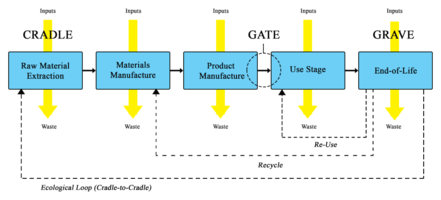 Inputs Inputs Inputs Inputs Inputs
CRADLE GATE GRAVE
Raw Material
Extraction
Materials
Manufacture
Product
Manufacture
Use Stage
End-of-Life
Waste Waste Waste Waste Waste
Re-Use
Recycle
Ecological Loop (Cradle-to-Cradle)